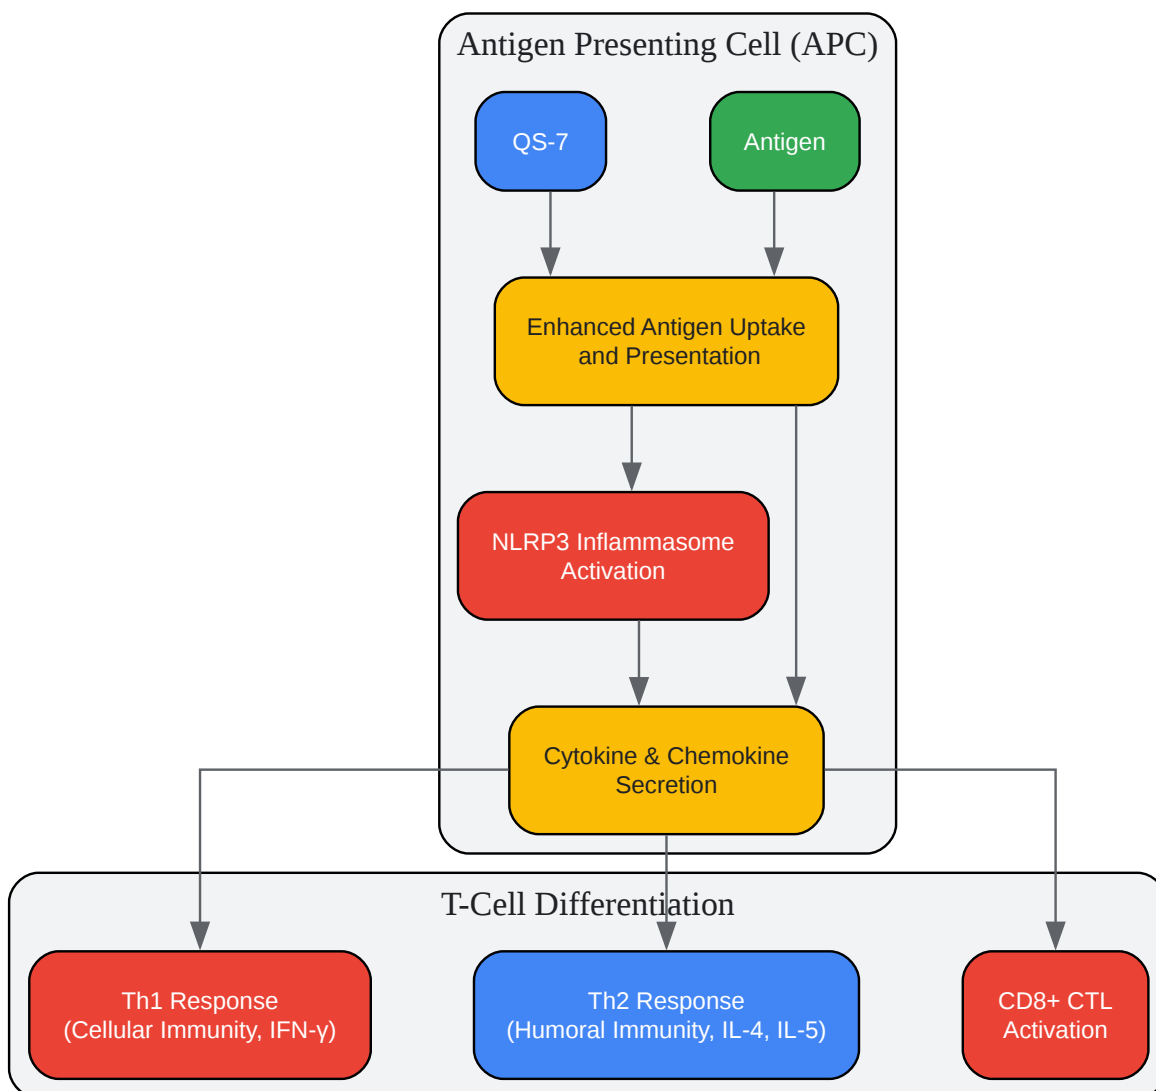 Antigen Presenting Cell (APC)
QS-7
Antigen
Enhanced Antigen Uptake
and Presentation
NLRP3 Inflammasome
Activation
Cytokine & Chemokine
Secretion
T-Cell Differentiation
Th1 Response
(Cellular Immunity, IFN-γ)
Th2 Response
(Humoral Immunity, IL-4, IL-5)
CD8+ CTL
Activation